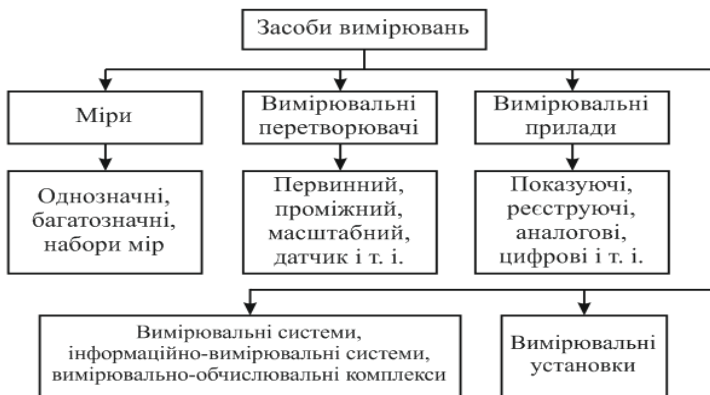 Засоби вимірювань
Міри
Вимірювальні
перетворювачі
Вимірювальні
прилади
Однозначні,
багатозначні,
набори мір
Первинний,
проміжний,
масштабний,
датчик і т. і.
Показуючі,
реєструючі,
аналогові,
цифрові і т. і.
Вимірювальні системи,
інформаційно-вимірювальні системи,
вимірювально-обчислювальні комплекси
Вимірювальні
установки